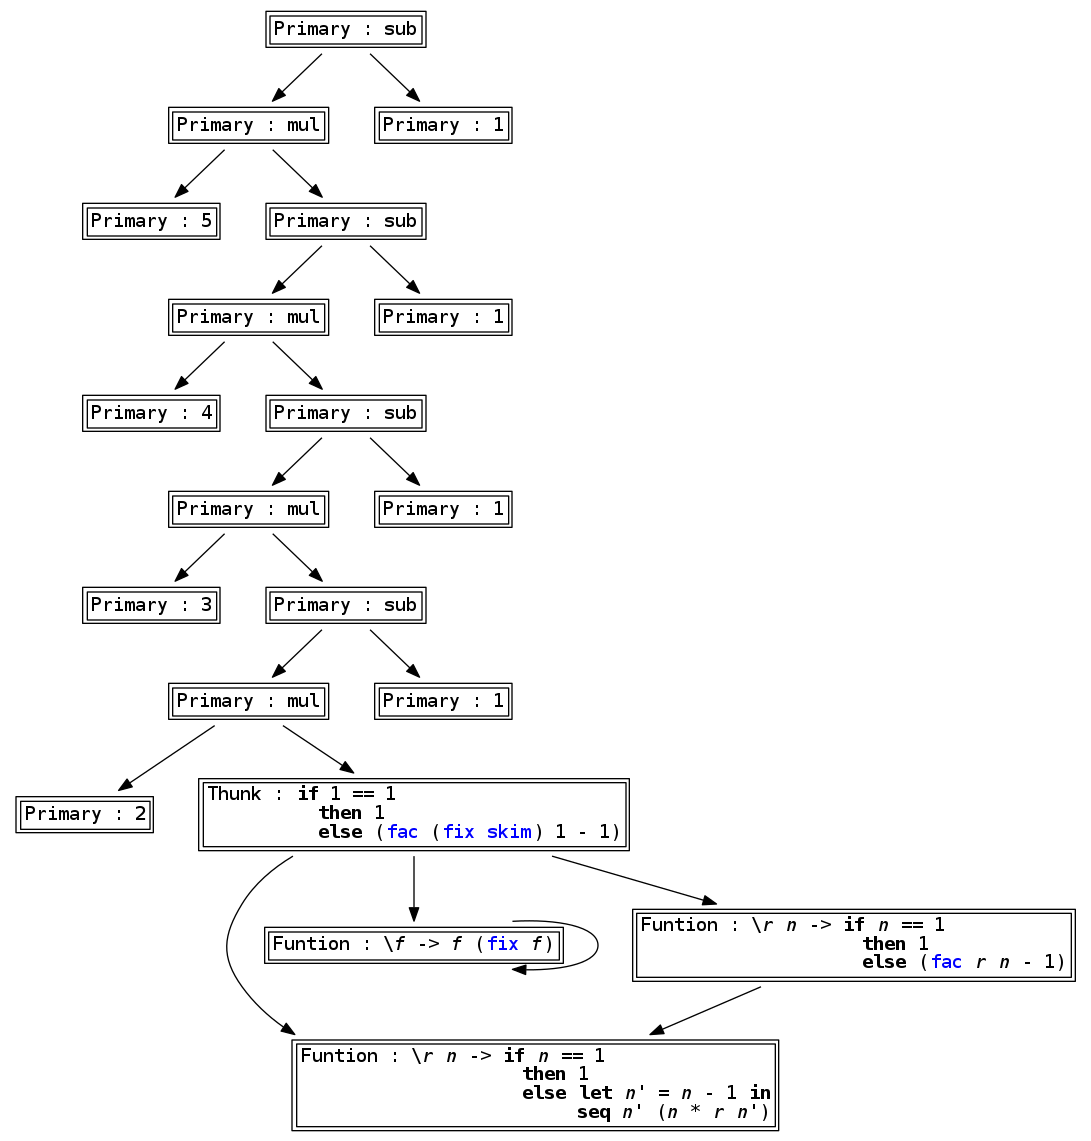 Primary : sub
Primary : mul
Primary : 1
Primary : 5
Primary : sub
Primary : mul
Primary : 1
Primary : 4
Primary : sub
Primary : mul
Primary : 1
Primary : 3
Primary : sub
Primary : mul
Primary : 1
Primary : 2
Thunk : if 1 == 1
then 1
else (fac (fix skim) 1 - 1)
Funtion : \f -> f (fix f)
Funtion : \r n -> if n == 1
then 1
else (fac r n - 1)
Funtion : \r n -> if n == 1
then 1
else let n' = n - 1 in
seq n' (n * r n')